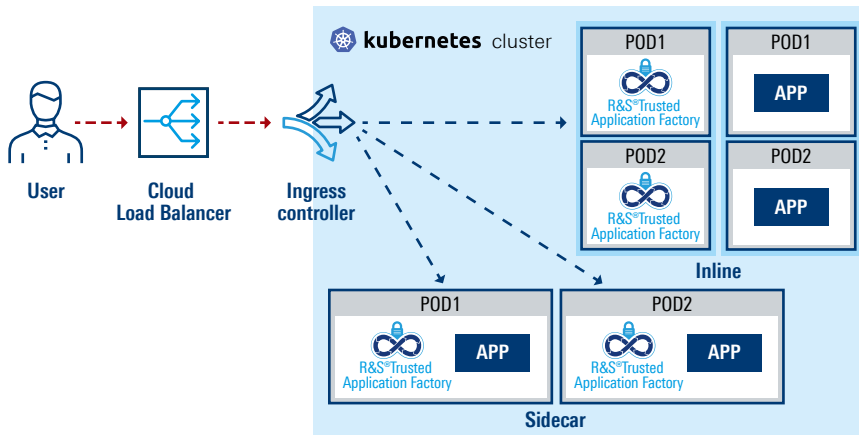 kubernetes cluster
POD1
R&S®Trusted
Application Factory
POD1
APP
POD2
R&S®Trusted
Application Factory
POD2
APP
Inline
User
Cloud
Load Balancer
Ingress
controller
POD1
R&S®Trusted
Application Factory
APP
POD2
R&S®Trusted
Application Factory
APP
Sidecar